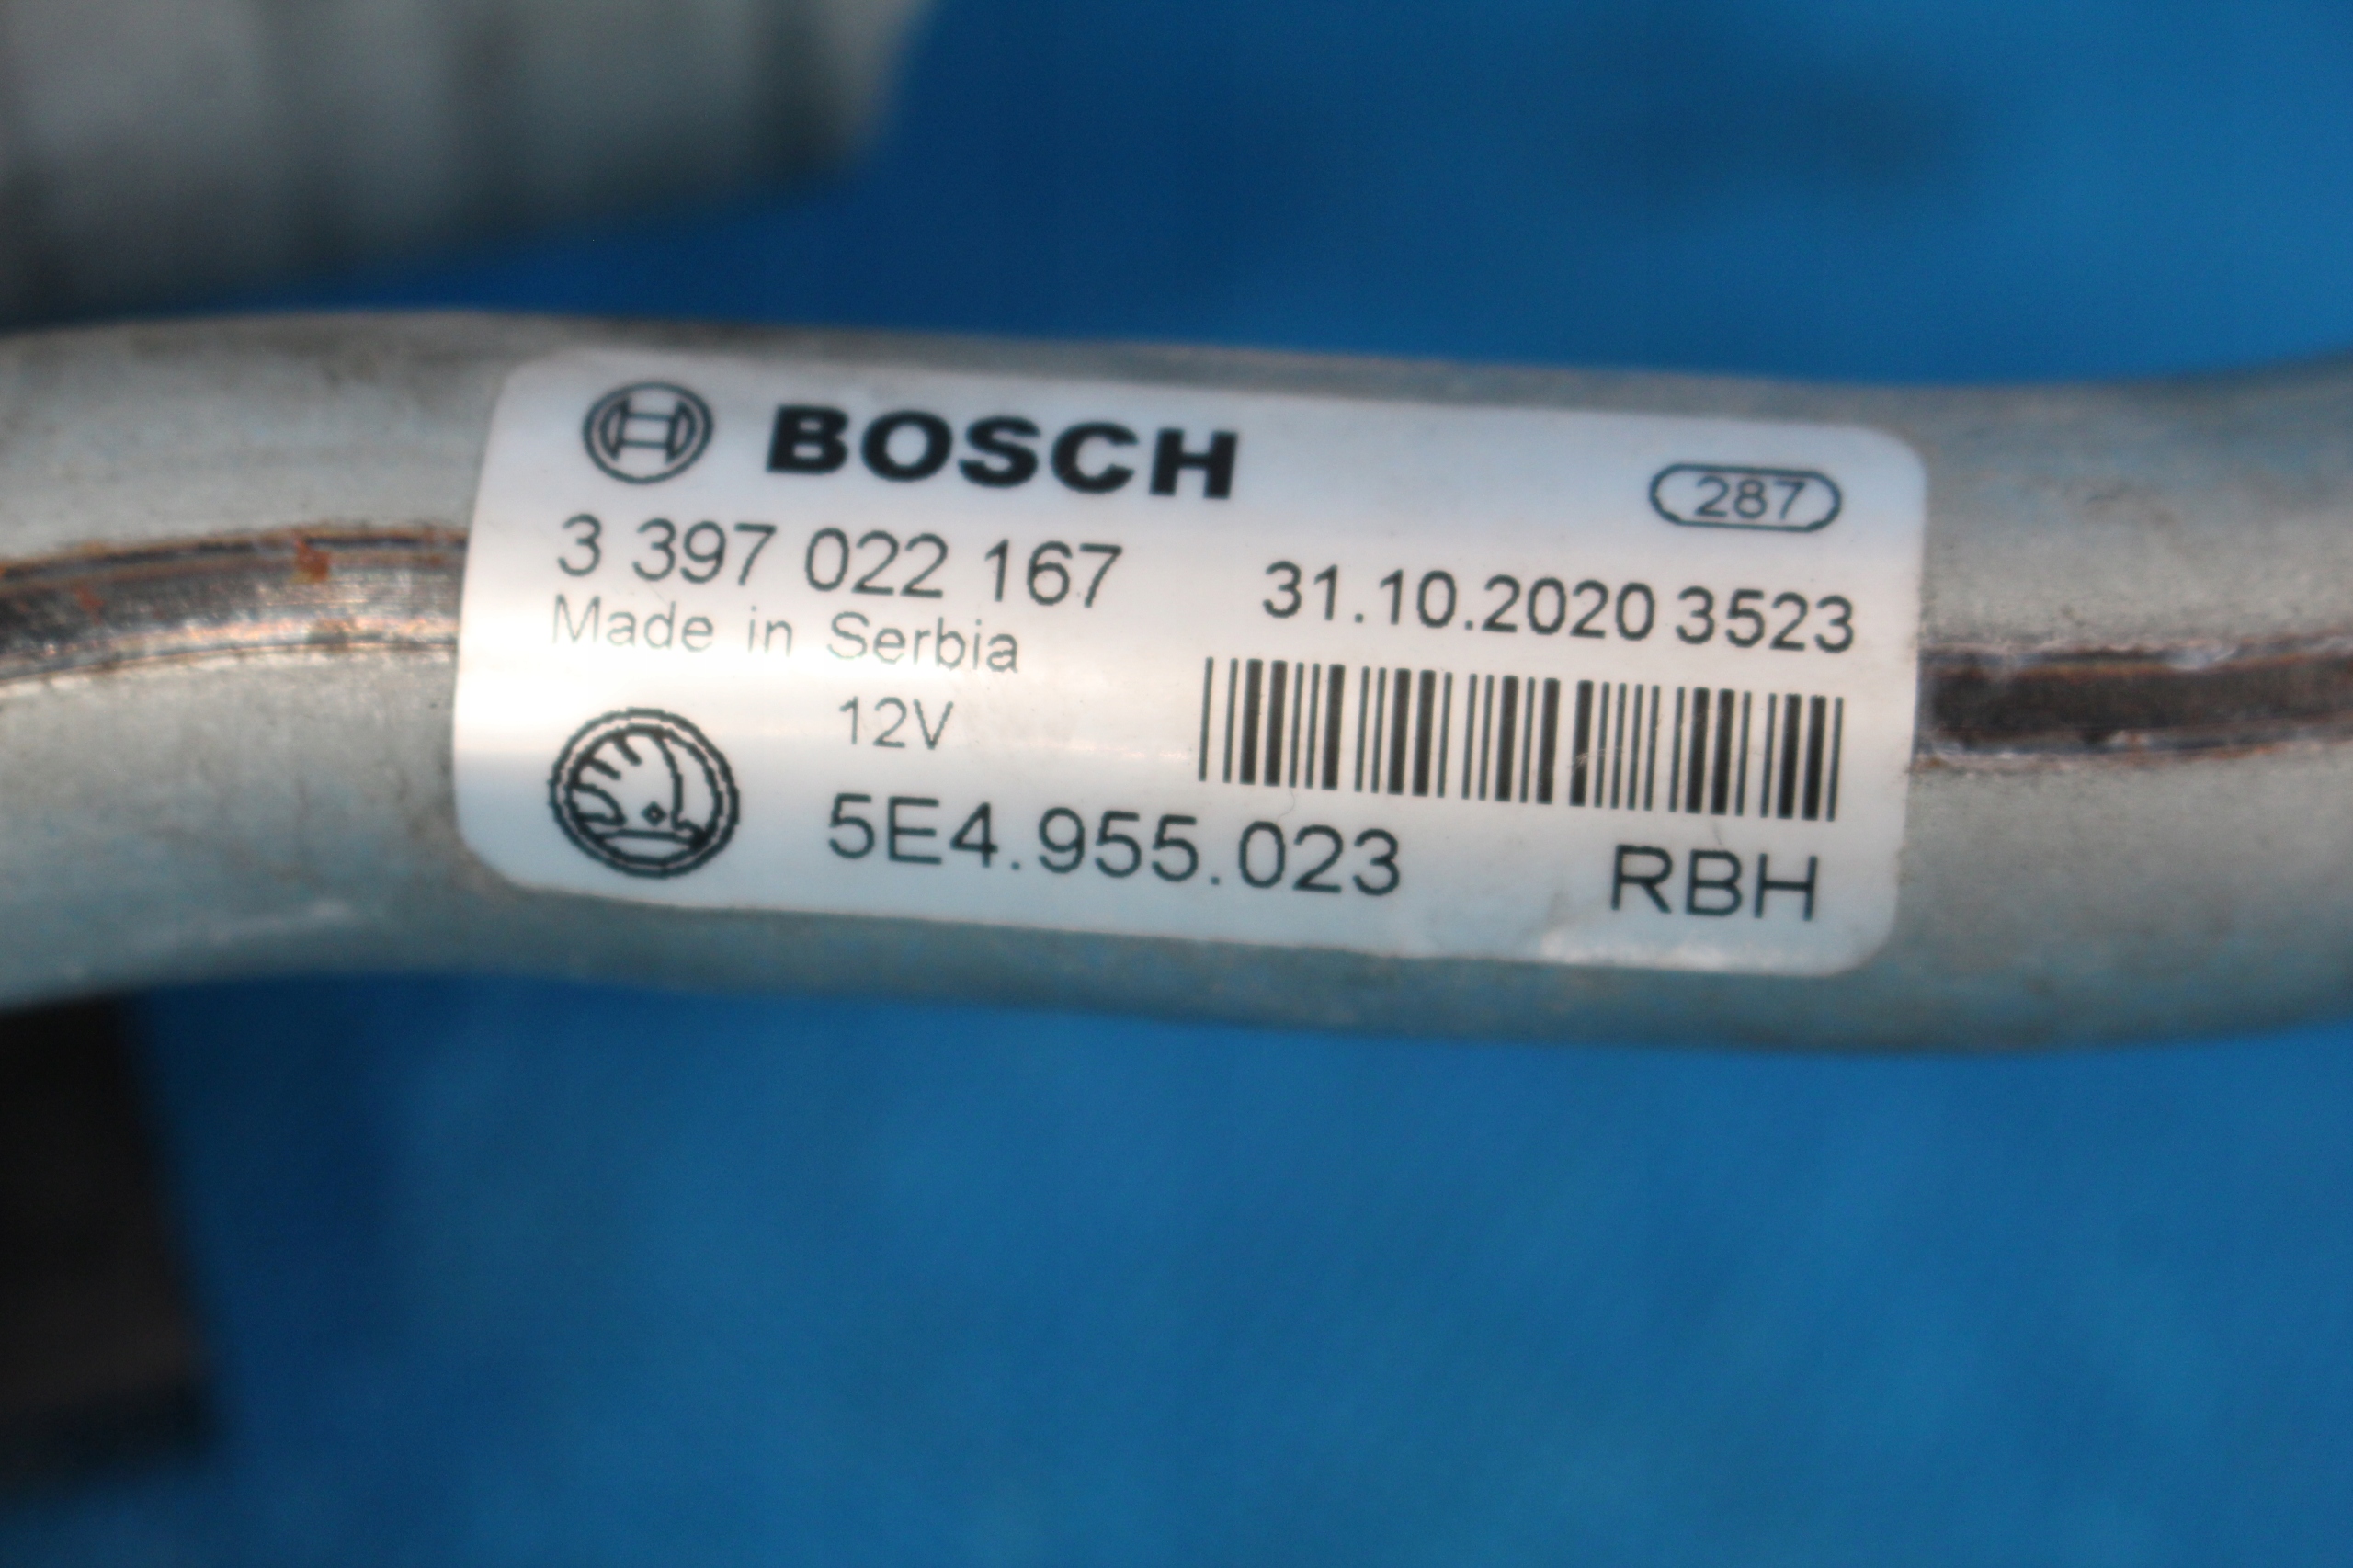 BOSCH
287
3 397 022 167 31.10.2020 3523
Made in Serbia
12V
5E4.955.023 RBH